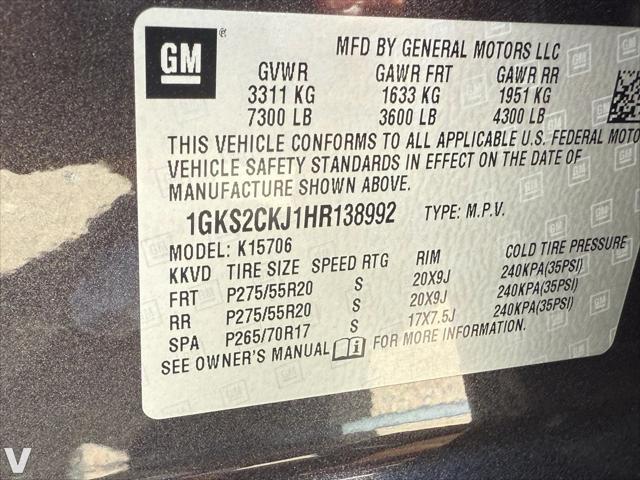 GM ®
MFD BY GENERAL MOTORS LLC
GVWR GAWR FRT GAWR RR
3311 KG 1633 KG 1951 KG
7300 LB 3600 LB 4300 LB
THIS VEHICLE CONFORMS TO ALL APPLICABLE U.S. FEDERAL MOTO
VEHICLE SAFETY STANDARDS IN EFFECT ON THE DATE OF
MANUFACTURE SHOWN ABOVE.
1GKS2CKJ1HR138992 TYPE: M.P.V.
MODEL: K15706
KKVD TIRE SIZE SPEED RTG RIM COLD TIRE PRESSURE
FRT P275/55R20 S 20X9J 240KPA(35PSI)
RR P275/55R20 S 20X9J 240KPA(35PSI)
SPA P265/70R17 S 17X7.5J 240KPA(35PSI)
SEE OWNER'S MANUAL FOR MORE INFORMATION.
V